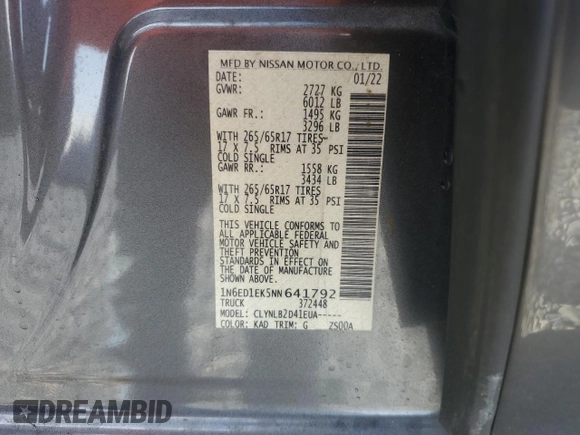 MFD BY NISSAN MOTOR CO., LTD.
DATE: 01/22
GVWR: 2727 KG
6012 LB
GAWR FR.: 1495 KG
3296 LB
WITH 265/65R17 TIRES
17 X 7.5 RIMS AT 35 PSI
COLD SINGLE
GAWR RR.: 1558 KG
3434 LB
WITH 265/65R17 TIRES
17 X 7.5 RIMS AT 35 PSI
COLD SINGLE
THIS VEHICLE CONFORMS TO
ALL APPLICABLE FEDERAL
MOTOR VEHICLE SAFETY AND
THEFT PREVENTION
STANDARDS IN EFFECT ON
THE DATE OF MANUFACTURE
SHOWN ABOVE.
1N6ED1EK5NN641792
TRUCK 372448
MODEL: CLYNLB2D41EUA-----
COLOR: KAD TRIM: G ZS00A
DREAMBID